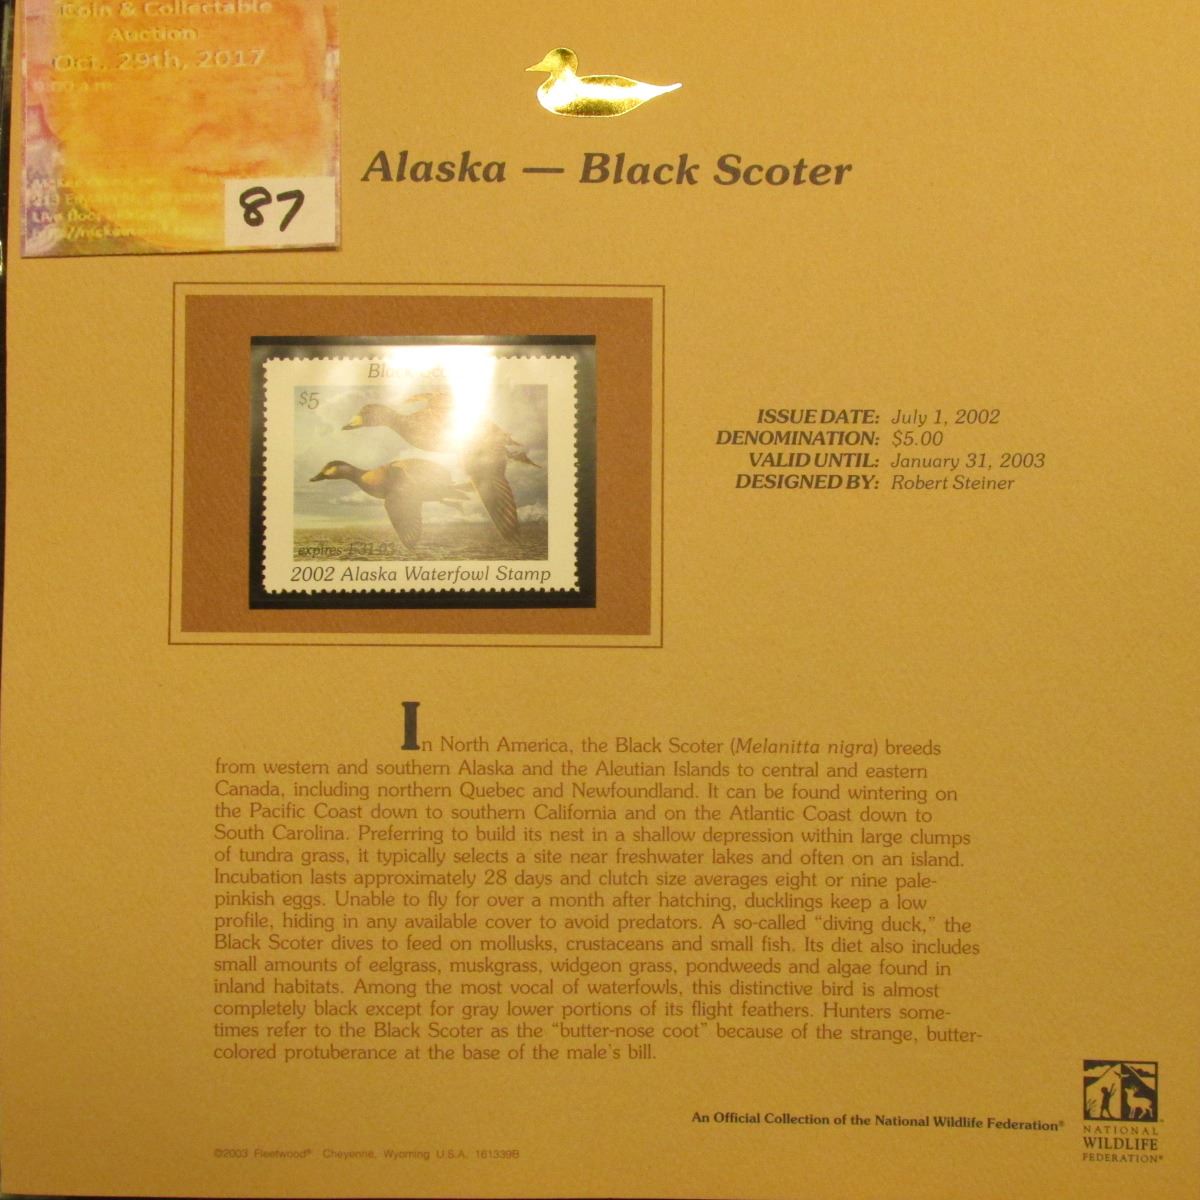 Coin & Collectable
Auction
Oct. 29th, 2017
87
Alaska — Black Scoter
$5
expires 1-31-03
2002 Alaska Waterfowl Stamp
ISSUE DATE: July 1, 2002
DENOMINATION: $5.00
VALID UNTIL: January 31, 2003
DESIGNED BY: Robert Steiner
In North America, the Black Scoter (Melanitta nigra) breeds
from western and southern Alaska and the Aleutian Islands to central and eastern
Canada, including northern Quebec and Newfoundland. It can be found wintering on
the Pacific Coast down to southern California and on the Atlantic Coast down to
South Carolina. Preferring to build its nest in a shallow depression within large clumps
of tundra grass, it typically selects a site near freshwater lakes and often on an island.
Incubation lasts approximately 28 days and clutch size averages eight or nine pale-
pinkish eggs. Unable to fly for over a month after hatching, ducklings keep a low
profile, hiding in any available cover to avoid predators. A so-called “diving duck,” the
Black Scoter dives to feed on mollusks, crustaceans and small fish. Its diet also includes
small amounts of eelgrass, muskgrass, widgeon grass, pondweeds and algae found in
inland habitats. Among the most vocal of waterfowls, this distinctive bird is almost
completely black except for gray lower portions of its flight feathers. Hunters some-
times refer to the Black Scoter as the “butter-nose coot” because of the strange, butter-
colored protuberance at the base of the male's bill.
An Official Collection of the National Wildlife Federation®
NATIONAL
WILDLIFE
FEDERATION®
©2003 Fleetwood® Cheyenne, Wyoming U.S.A. 161339B